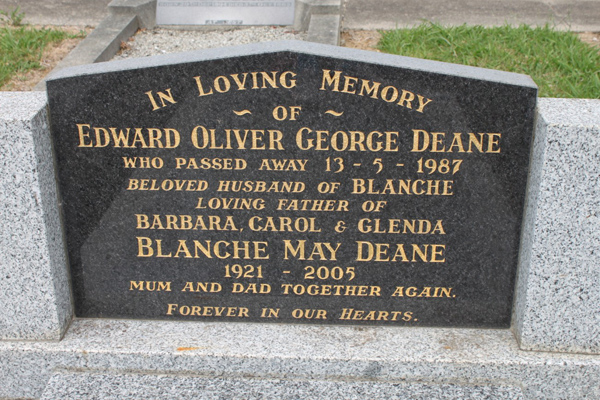 IN LOVING MEMORY
~ OF ~
EDWARD OLIVER GEORGE DEANE
WHO PASSED AWAY 13 - 5 - 1987
BELOVED HUSBAND OF BLANCHE
LOVING FATHER OF
BARBARA, CAROL & GLENDA
BLANCHE MAY DEANE
1921 - 2005
MUM AND DAD TOGETHER AGAIN.
FOREVER IN OUR HEARTS.